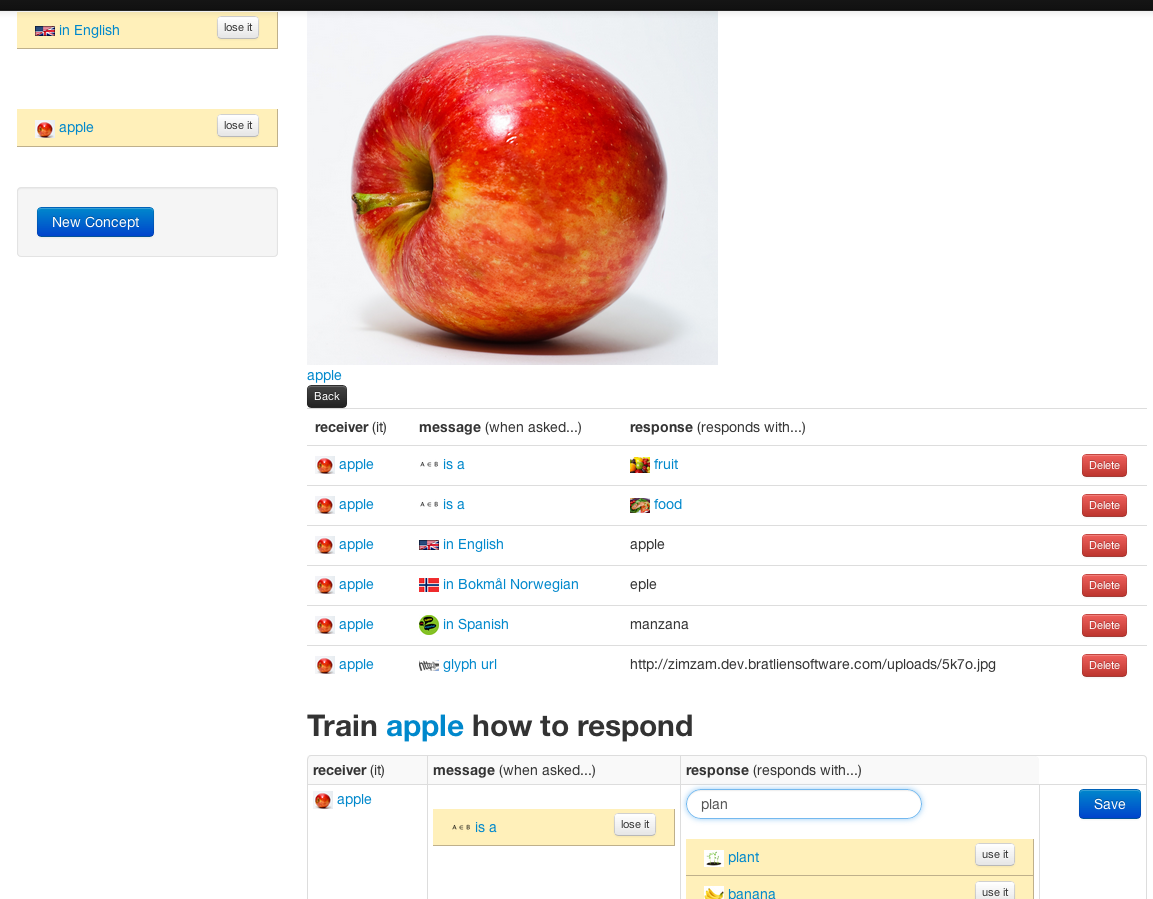 in English lose it
apple lose it
New Concept
apple
Back
receiver (it) message (when asked...) response (responds with...)
apple A ∈ B is a fruit Delete
apple A ∈ B is a food Delete
apple in English apple Delete
apple in Bokmål Norwegian eple Delete
apple in Spanish manzana Delete
apple glyph url http://zimzam.dev.bratliensoftware.com/uploads/5k7o.jpg Delete
Train apple how to respond
receiver (it) message (when asked...) response (responds with...)
apple plan Save
A ∈ B is a lose it
plant use it
banana use it